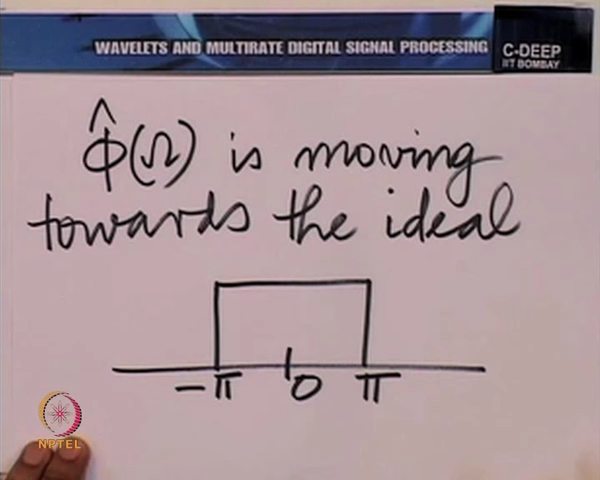 WAVELETS AND MULTIRATE DIGITAL SIGNAL PROCESSING
C-DEEP
IIT BOMBAY
ϕ̂(Ω) is moving
towards the ideal
-π 0 π
NPTEL